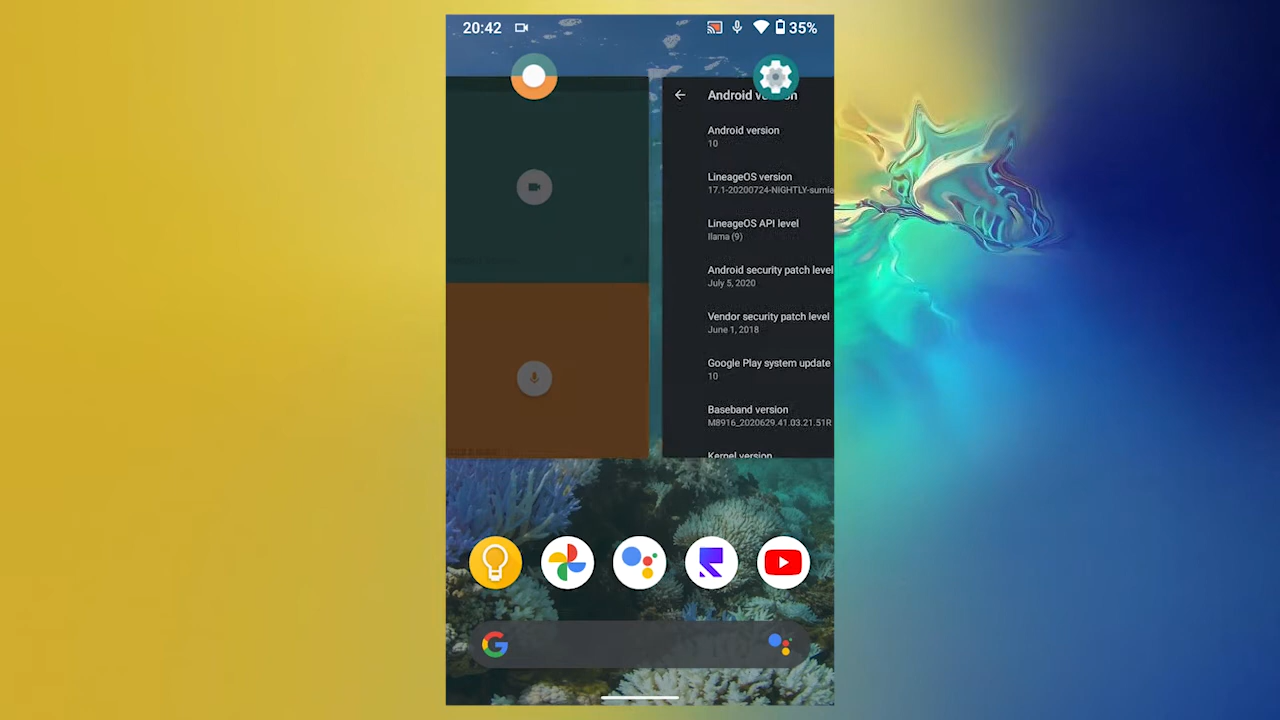 20:42
35%
Android version
Android version
10
LineageOS version
17.1-20200724-NIGHTLY-surnia
LineageOS API level
llama (9)
Android security patch level
July 5, 2020
Vendor security patch level
June 1, 2018
Google Play system update
10
Baseband version
M8916_20200629.41.03.21.51R
Kernel version